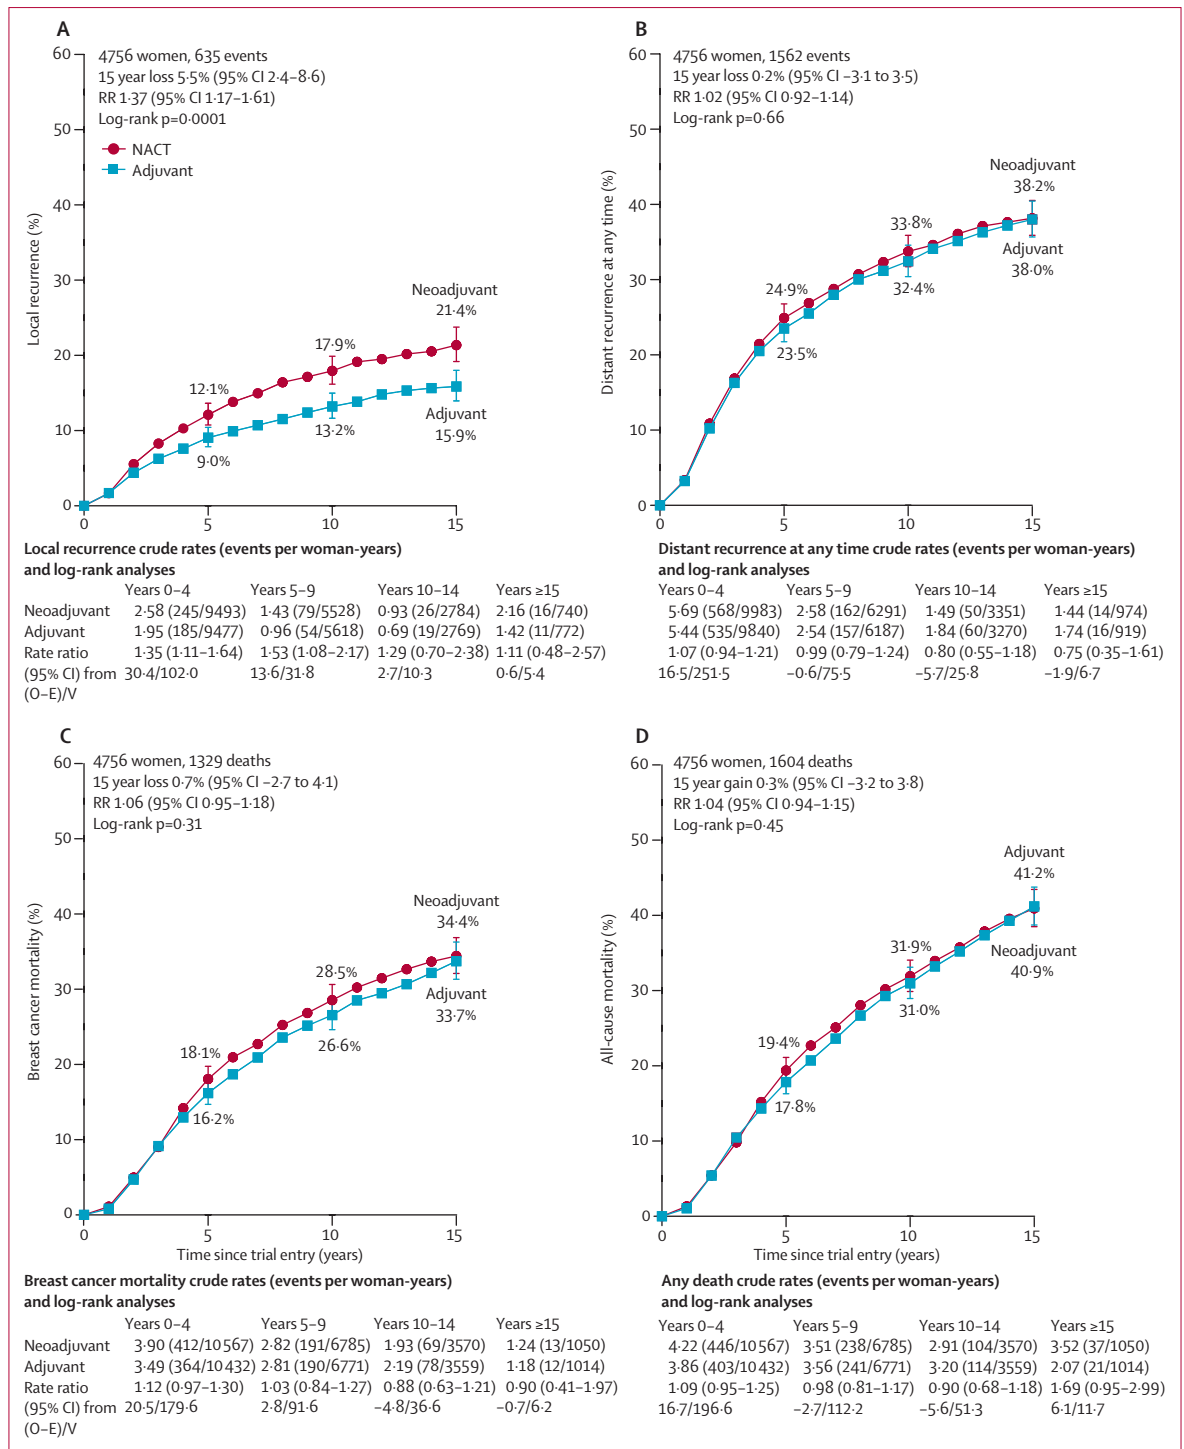 A
4756 women, 635 events
15 year loss 5·5% (95% CI 2·4–8·6)
RR 1·37 (95% CI 1·17–1·61)
Log-rank p=0·0001
NACT
Adjuvant
Local recurrence (%)
60
50
40
30
20
10
0
0
5
10
15
12·1%
9·0%
17·9%
13·2%
Neoadjuvant
21·4%
Adjuvant
15·9%
Local recurrence crude rates (events per woman-years)
and log-rank analyses
Years 0–4 Years 5–9 Years 10–14 Years ≥15
Neoadjuvant 2·58 (245/9493) 1·43 (79/5528) 0·93 (26/2784) 2·16 (16/740)
Adjuvant 1·95 (185/9477) 0·96 (54/5618) 0·69 (19/2769) 1·42 (11/772)
Rate ratio 1·35 (1·11–1·64) 1·53 (1·08–2·17) 1·29 (0·70–2·38) 1·11 (0·48–2·57)
(95% CI) from 30·4/102·0 13·6/31·8 2·7/10·3 0·6/5·4
(O–E)/V
B
4756 women, 1562 events
15 year loss 0·2% (95% CI –3·1 to 3·5)
RR 1·02 (95% CI 0·92–1·14)
Log-rank p=0·66
Distant recurrence at any time (%)
60
50
40
30
20
10
0
0
5
10
15
24·9%
23·5%
33·8%
32·4%
Neoadjuvant
38·2%
Adjuvant
38·0%
Distant recurrence at any time crude rates (events per woman-years)
and log-rank analyses
Years 0–4 Years 5–9 Years 10–14 Years ≥15
5·69 (568/9983) 2·58 (162/6291) 1·49 (50/3351) 1·44 (14/974)
5·44 (535/9840) 2·54 (157/6187) 1·84 (60/3270) 1·74 (16/919)
1·07 (0·94–1·21) 0·99 (0·79–1·24) 0·80 (0·55–1·18) 0·75 (0·35–1·61)
16·5/251·5 –0·6/75·5 –5·7/25·8 –1·9/6·7
C
4756 women, 1329 deaths
15 year loss 0·7% (95% CI –2·7 to 4·1)
RR 1·06 (95% CI 0·95–1·18)
Log-rank p=0·31
Breast cancer mortality (%)
60
50
40
30
20
10
0
0
5
10
15
18·1%
16·2%
28·5%
26·6%
Neoadjuvant
34·4%
Adjuvant
33·7%
Time since trial entry (years)
Breast cancer mortality crude rates (events per woman-years)
and log-rank analyses
Years 0–4 Years 5–9 Years 10–14 Years ≥15
Neoadjuvant 3·90 (412/10 567) 2·82 (191/6785) 1·93 (69/3570) 1·24 (13/1050)
Adjuvant 3·49 (364/10 432) 2·81 (190/6771) 2·19 (78/3559) 1·18 (12/1014)
Rate ratio 1·12 (0·97–1·30) 1·03 (0·84–1·27) 0·88 (0·63–1·21) 0·90 (0·41–1·97)
(95% CI) from 20·5/179·6 2·8/91·6 –4·8/36·6 –0·7/6·2
(O–E)/V
D
4756 women, 1604 deaths
15 year gain 0·3% (95% CI –3·2 to 3·8)
RR 1·04 (95% CI 0·94–1·15)
Log-rank p=0·45
All-cause mortality (%)
60
50
40
30
20
10
0
0
5
10
15
19·4%
17·8%
31·9%
31·0%
Adjuvant
41·2%
Neoadjuvant
40·9%
Time since trial entry (years)
Any death crude rates (events per woman-years)
and log-rank analyses
Years 0–4 Years 5–9 Years 10–14 Years ≥15
4·22 (446/10 567) 3·51 (238/6785) 2·91 (104/3570) 3·52 (37/1050)
3·86 (403/10 432) 3·56 (241/6771) 3·20 (114/3559) 2·07 (21/1014)
1·09 (0·95–1·25) 0·98 (0·81–1·17) 0·90 (0·68–1·18) 1·69 (0·95–2·99)
16·7/196·6 –2·7/112·2 –5·6/51·3 6·1/11·7